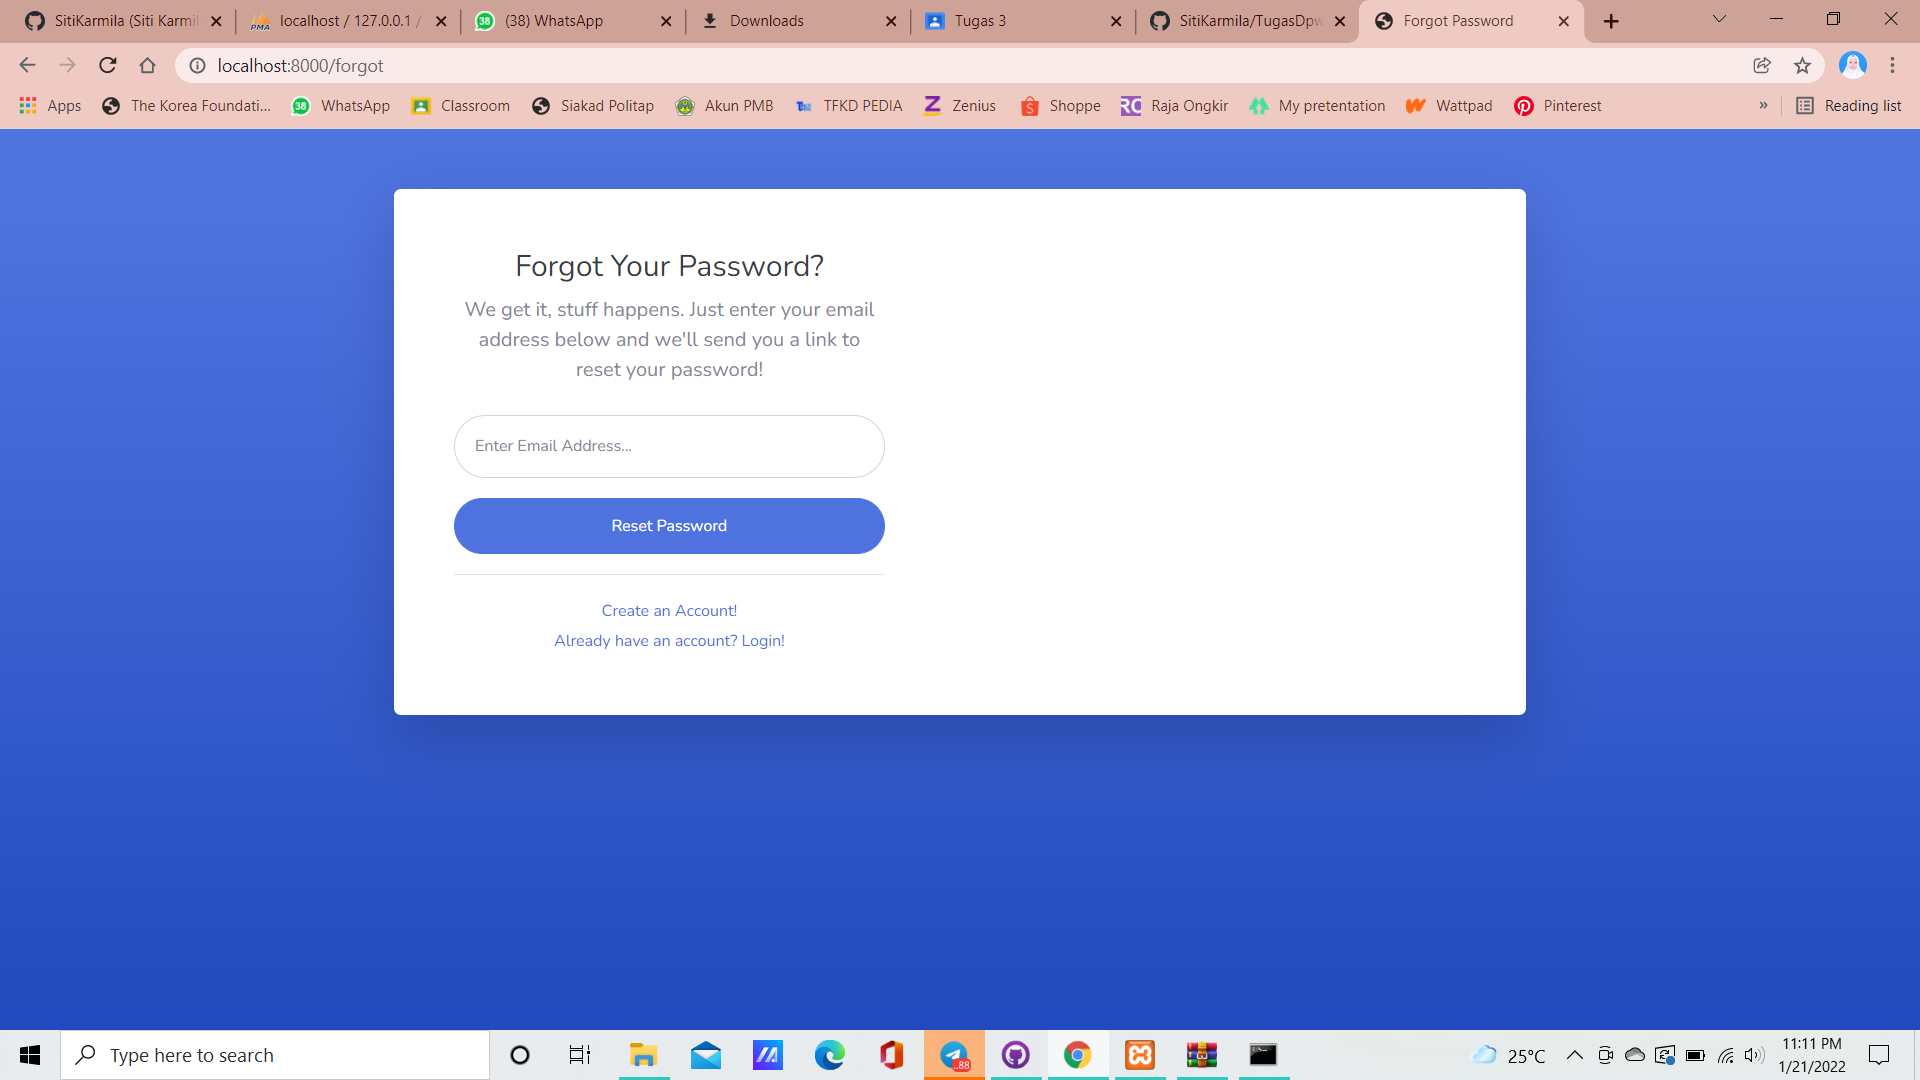 SitiKarmila (Siti Karmil
localhost / 127.0.0.1 /
(38) WhatsApp
Downloads
Tugas 3
SitiKarmila/TugasDpw
Forgot Password
localhost:8000/forgot
Apps
The Korea Foundati...
WhatsApp
Classroom
Siakad Politap
Akun PMB
TFKD PEDIA
Zenius
Shoppe
Raja Ongkir
My pretentation
Wattpad
Pinterest
»
Reading list
Forgot Your Password?
We get it, stuff happens. Just enter your email
address below and we'll send you a link to
reset your password!
Enter Email Address...
Reset Password
Create an Account!
Already have an account? Login!
Type here to search
..88
25°C
11:11 PM
1/21/2022